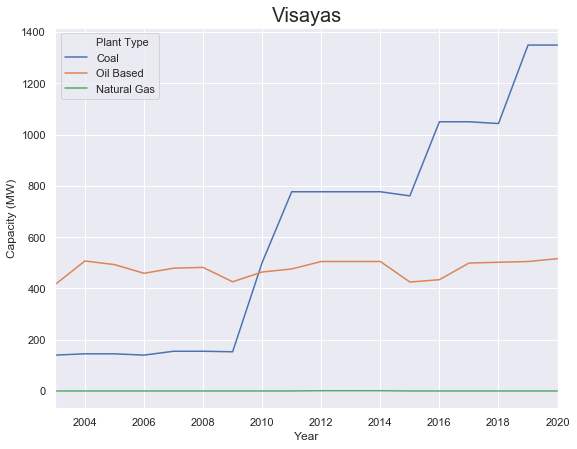 Visayas
Plant Type
Coal
Oil Based
Natural Gas
Capacity (MW)
1400
1200
1000
800
600
400
200
0
2004 2006 2008 2010 2012 2014 2016 2018 2020
Year